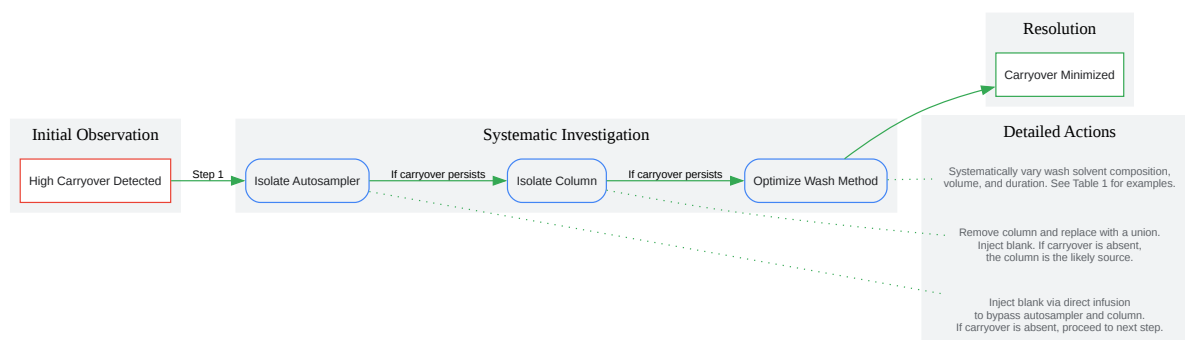 Resolution
Carryover Minimized
Initial Observation
High Carryover Detected
Step 1
Systematic Investigation
Isolate Autosampler
If carryover persists
Isolate Column
If carryover persists
Optimize Wash Method
Detailed Actions
Systematically vary wash solvent composition,
volume, and duration. See Table 1 for examples.
Remove column and replace with a union.
Inject blank. If carryover is absent,
the column is the likely source.
Inject blank via direct infusion
to bypass autosampler and column.
If carryover is absent, proceed to next step.